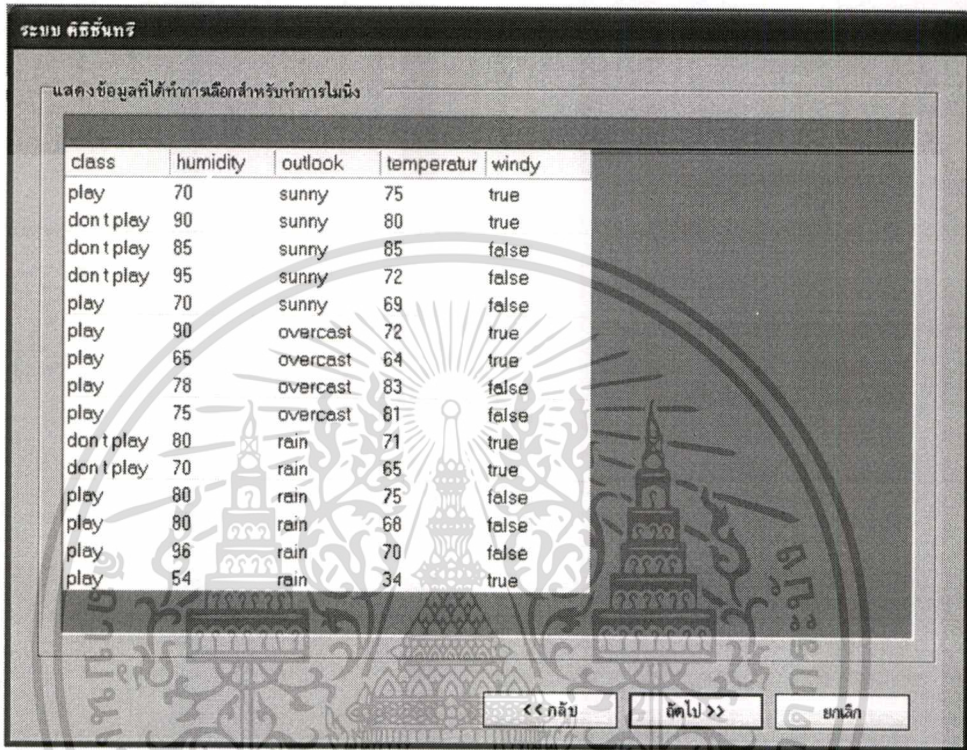 ระบบ ดิซิชั่นทรี
แสดงข้อมูลที่ได้ทำการเลือกสำหรับทำการไมนิ่ง
class humidity outlook temperatur windy
play 70 sunny 75 true
don t play 90 sunny 80 true
don t play 85 sunny 85 false
don t play 95 sunny 72 false
play 70 sunny 69 false
play 90 overcast 72 true
play 65 overcast 64 true
play 78 overcast 83 false
play 75 overcast 81 false
don t play 80 rain 71 true
don t play 70 rain 65 true
play 80 rain 75 false
play 80 rain 68 false
play 96 rain 70 false
play 54 rain 34 true
<< กลับ ถัดไป >> ยกเลิก